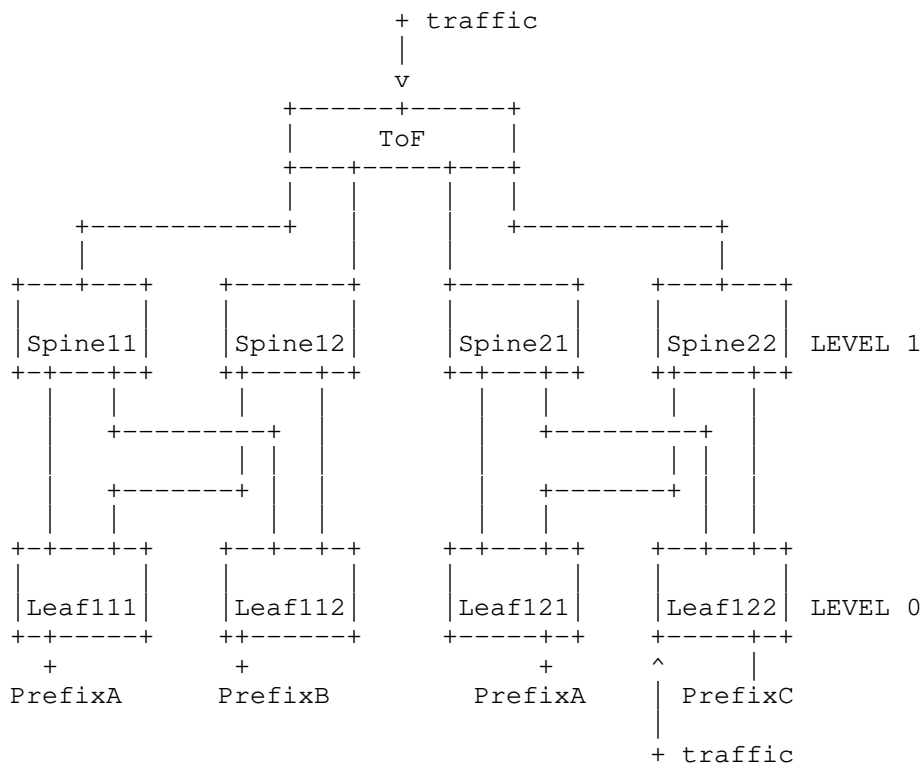 + traffic
ToF
Spine11 Spine12 Spine21 Spine22 LEVEL 1
Leaf111 Leaf112 Leaf121 Leaf122 LEVEL 0
PrefixA PrefixB PrefixA PrefixC
+ traffic